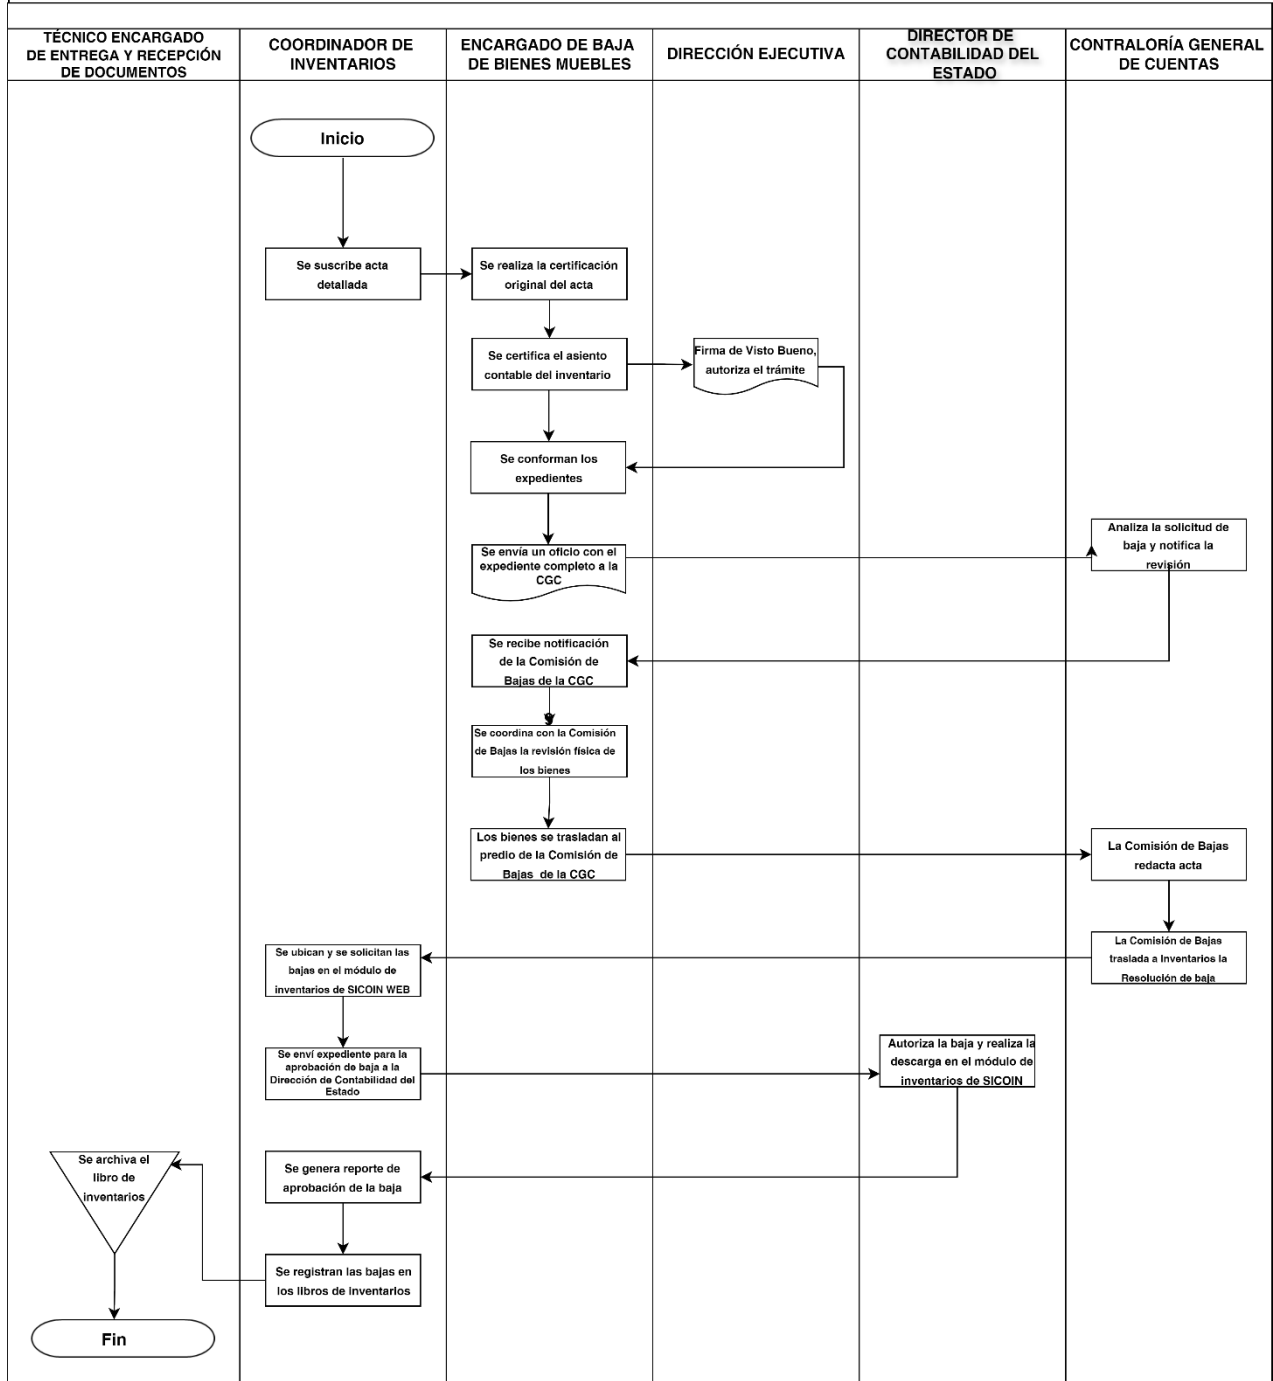 TÉCNICO ENCARGADO
DE ENTREGA Y RECEPCIÓN
DE DOCUMENTOS
COORDINADOR DE
INVENTARIOS
ENCARGADO DE BAJA
DE BIENES MUEBLES
DIRECCIÓN EJECUTIVA
DIRECTOR DE
CONTABILIDAD DEL
ESTADO
CONTRALORÍA GENERAL
DE CUENTAS
Inicio
Se suscribe acta
detallada
Se realiza la certificación
original del acta
Se certifica el asiento
contable del inventario
Firma de Visto Bueno,
autoriza el trámite
Se conforman los
expedientes
Se envía un oficio con el
expediente completo a la
CGC
Analiza la solicitud de
baja y notifica la
revisión
Se recibe notificación
de la Comisión de
Bajas de la CGC
Se coordina con la Comisión
de Bajas la revisión física de
los bienes
Los bienes se trasladan al
predio de la Comisión de
Bajas de la CGC
La Comisión de Bajas
redacta acta
La Comisión de Bajas
traslada a Inventarios la
Resolución de baja
Se ubican y se solicitan las
bajas en el módulo de
inventarios de SICOIN WEB
Se enví expediente para la
aprobación de baja a la
Dirección de Contabilidad del
Estado
Autoriza la baja y realiza la
descarga en el módulo de
inventarios de SICOIN
Se genera reporte de
aprobación de la baja
Se registran las bajas en
los libros de inventarios
Se archiva el
libro de
inventarios
Fin